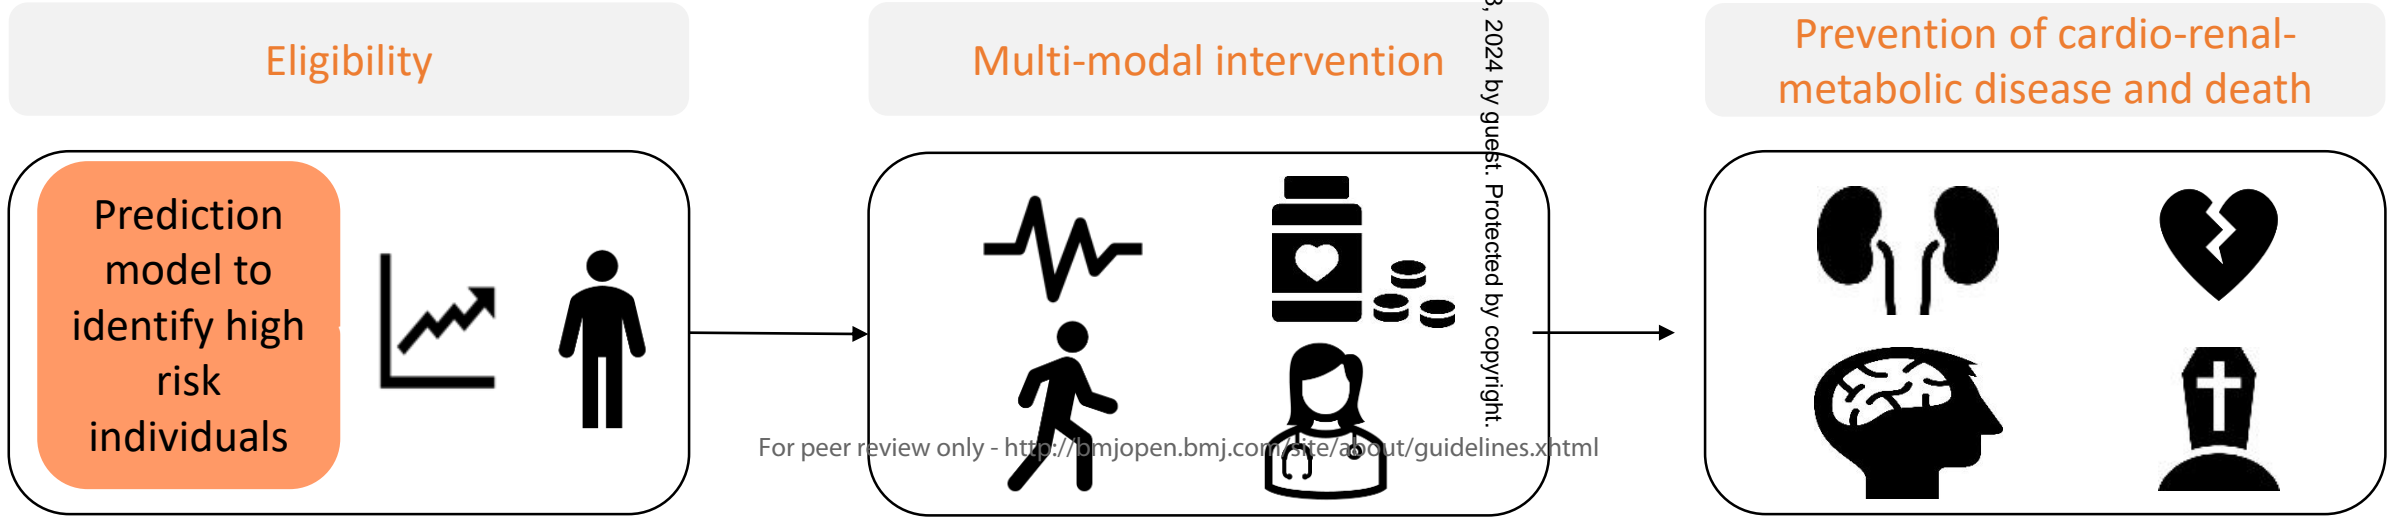 Eligibility
Multi-modal intervention
Prevention of cardio-renal-
metabolic disease and death
Prediction
model to
identify high
risk
individuals
, 2024 by guest. Protected by copyright.
For peer review only - http://bmjopen.bmj.com/site/about/guidelines.xhtml